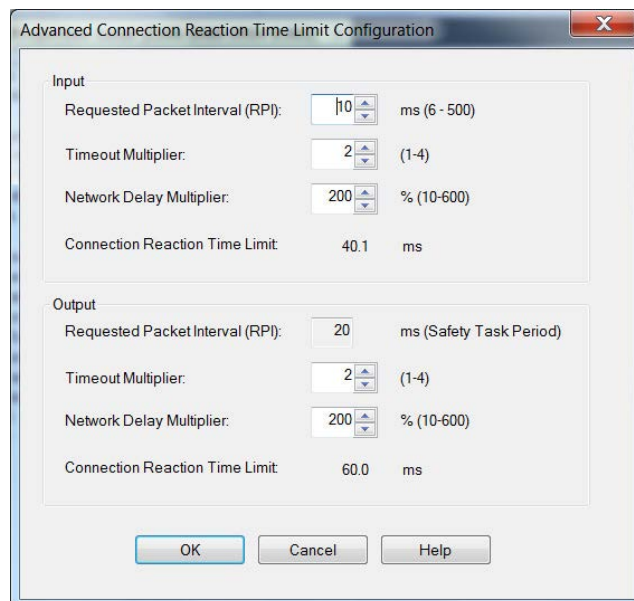 Advanced Connection Reaction Time Limit Configuration X
Input
Requested Packet Interval (RPI): 10 ms (6 - 500)
Timeout Multiplier: 2 (1-4)
Network Delay Multiplier: 200 % (10-600)
Connection Reaction Time Limit: 40.1 ms
Output
Requested Packet Interval (RPI): 20 ms (Safety Task Period)
Timeout Multiplier: 2 (1-4)
Network Delay Multiplier: 200 % (10-600)
Connection Reaction Time Limit: 60.0 ms
OK Cancel Help